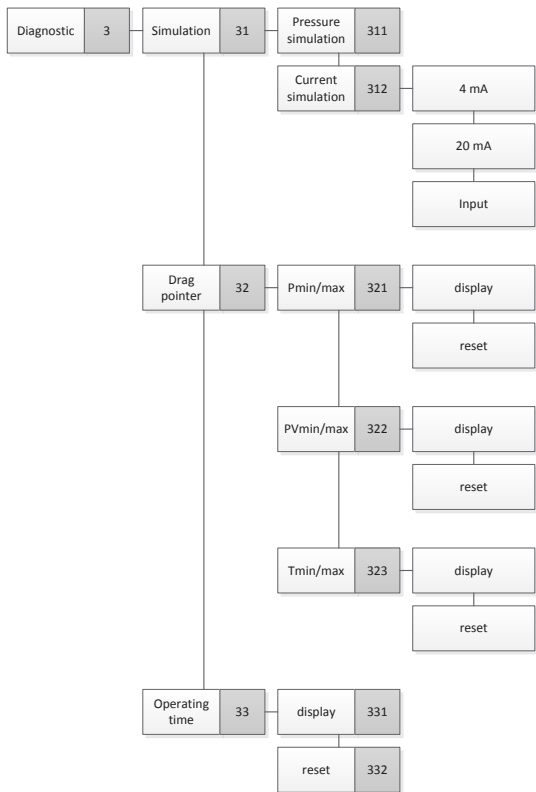 Diagnostic 3 Simulation 31 Pressure simulation 311
Current simulation 312 4 mA
20 mA
Input
Drag pointer 32 Pmin/max 321 display
reset
PVmin/max 322 display
reset
Tmin/max 323 display
reset
Operating time 33 display 331
reset 332